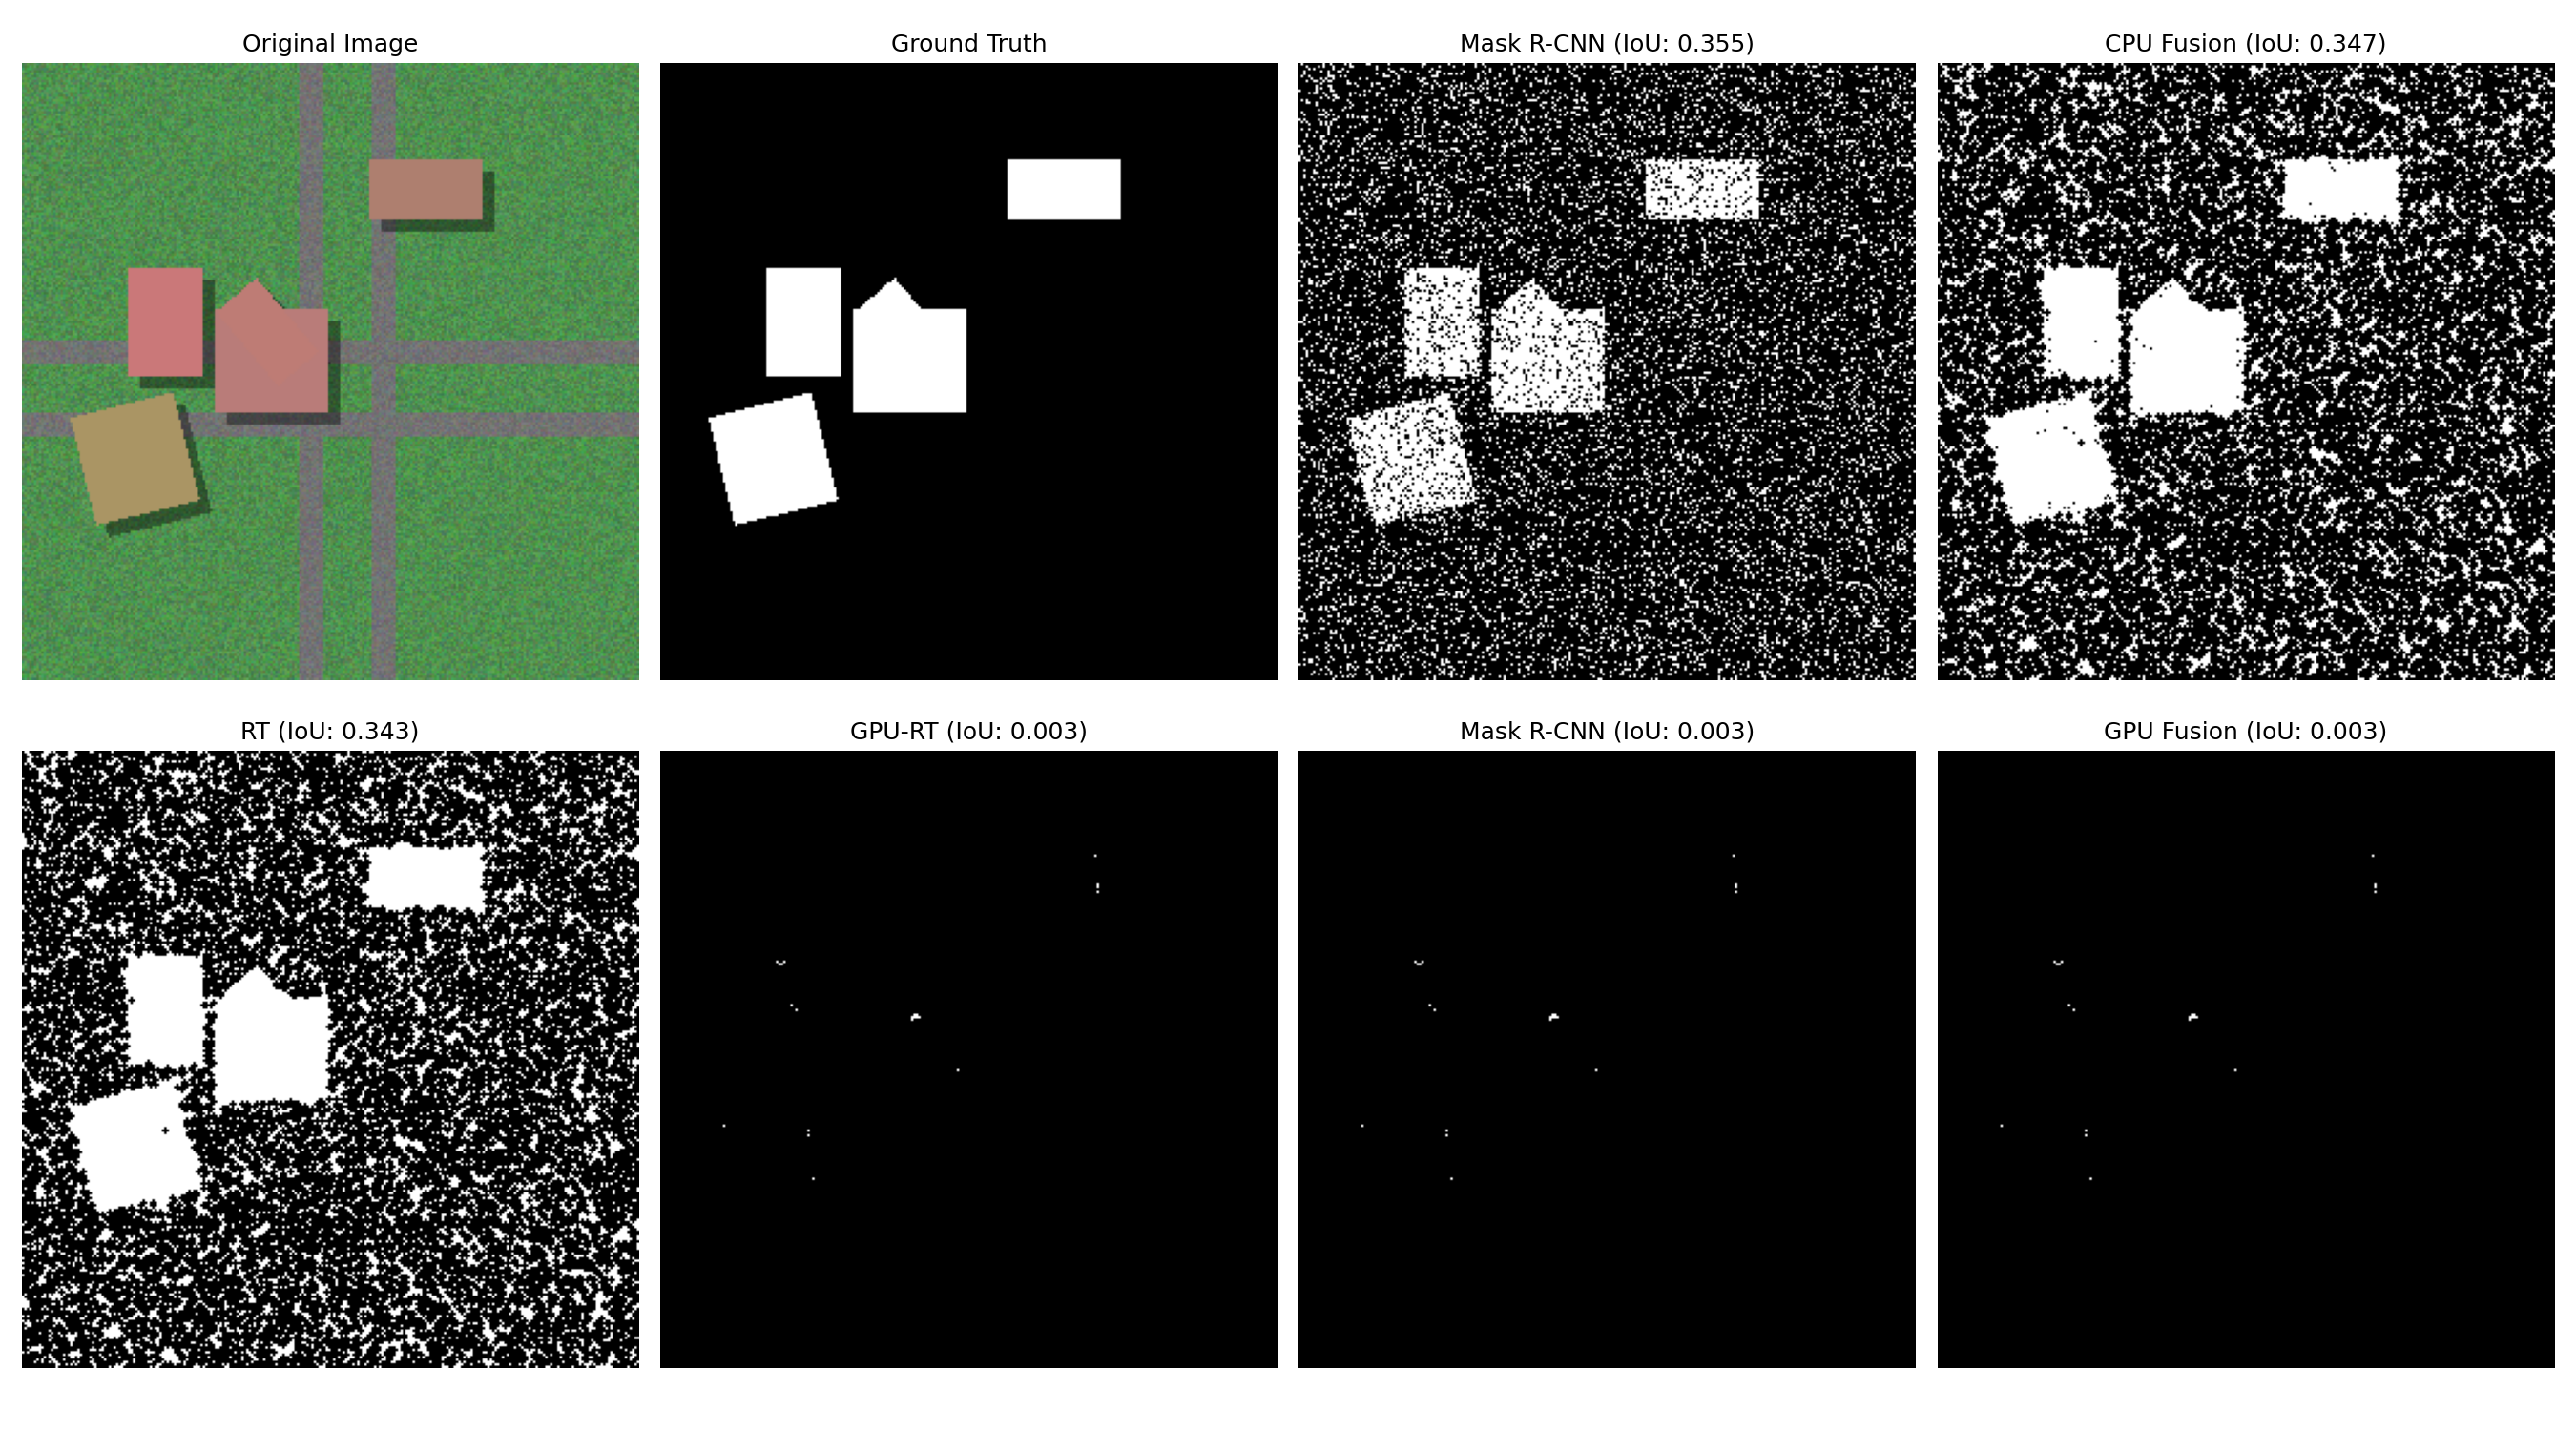 Original Image
Ground Truth
Mask R-CNN (IoU: 0.355)
CPU Fusion (IoU: 0.347)
RT (IoU: 0.343)
GPU-RT (IoU: 0.003)
Mask R-CNN (IoU: 0.003)
GPU Fusion (IoU: 0.003)